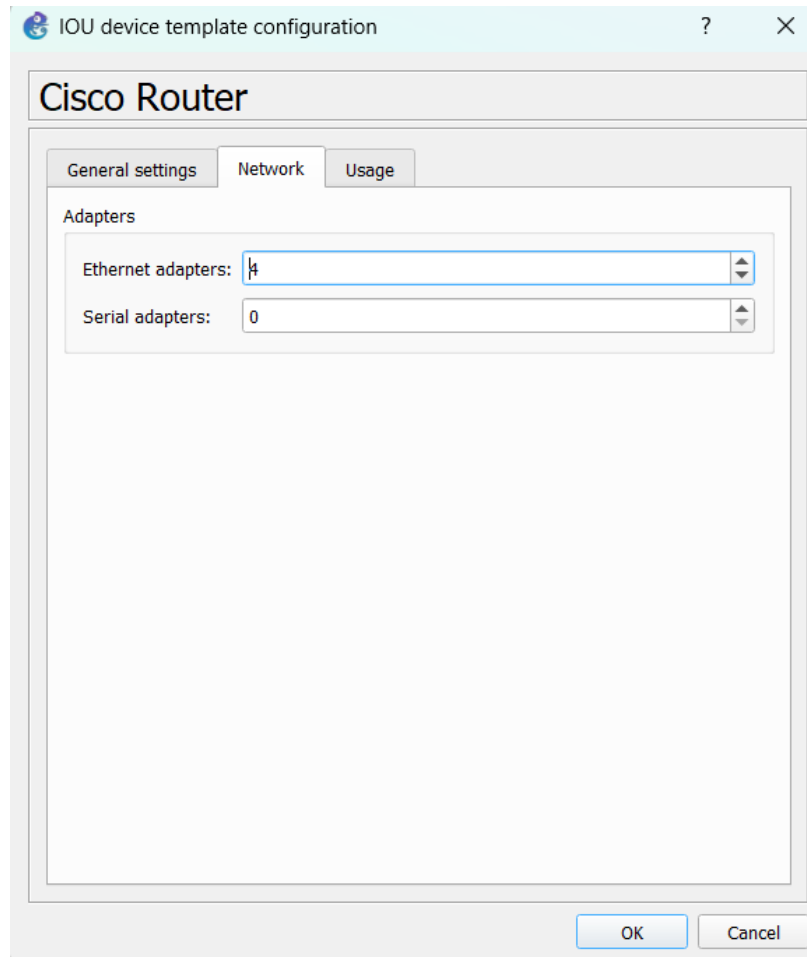 IOU device template configuration ?
Cisco Router
General settings Network Usage
Adapters
Ethernet adapters: 4
Serial adapters: 0
OK Cancel